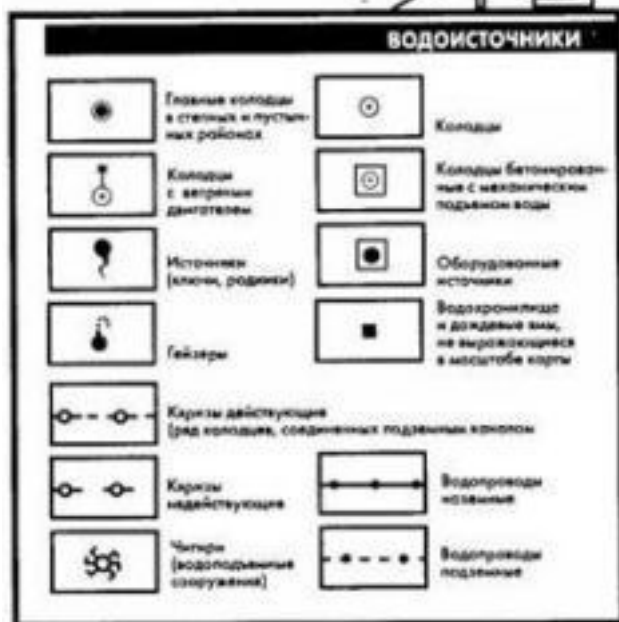 ВОДОИСТОЧНИКИ
Главные колодцы
в степных и пустын-
ных районах
Колодцы
Колодцы
с ветряным
двигателем
Колодцы бетонирован-
ные с механическим
подъемом воды
Источники
(ключи, родники)
Оборудованные
источники
Гейзеры
Водохранилища
и дождевые ямы,
не выражающиеся
в масштабе карты
Каризы действующие
(ряд колодцев, соединенных подземным каналом
Каризы
недействующие
Водопроводы
наземные
Чигири
(водоподъемные
сооружения)
Водопроводы
подземные